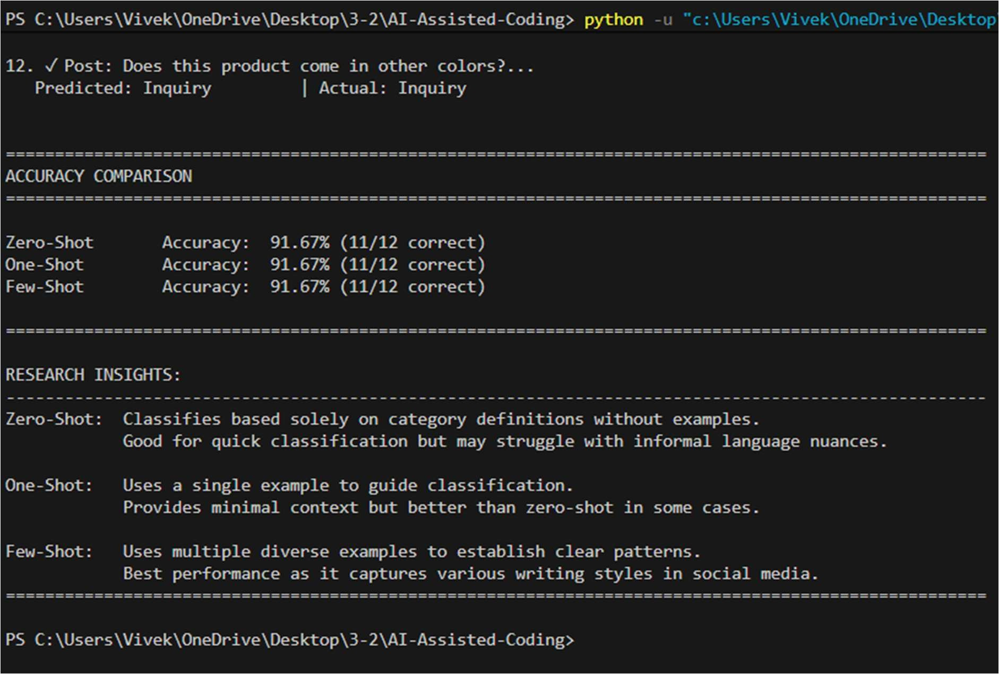 PS C:\Users\Vivek\OneDrive\Desktop\3-2\AI-Assisted-Coding> python -u "c:\Users\Vivek\OneDrive\Desktop\
12. ✓ Post: Does this product come in other colors?...
Predicted: Inquiry | Actual: Inquiry
====================================================================================================
ACCURACY COMPARISON
====================================================================================================
Zero-Shot Accuracy: 91.67% (11/12 correct)
One-Shot Accuracy: 91.67% (11/12 correct)
Few-Shot Accuracy: 91.67% (11/12 correct)
====================================================================================================
RESEARCH INSIGHTS:
----------------------------------------------------------------------------------------------------
Zero-Shot: Classifies based solely on category definitions without examples.
Good for quick classification but may struggle with informal language nuances.
One-Shot: Uses a single example to guide classification.
Provides minimal context but better than zero-shot in some cases.
Few-Shot: Uses multiple diverse examples to establish clear patterns.
Best performance as it captures various writing styles in social media.
====================================================================================================
PS C:\Users\Vivek\OneDrive\Desktop\3-2\AI-Assisted-Coding>